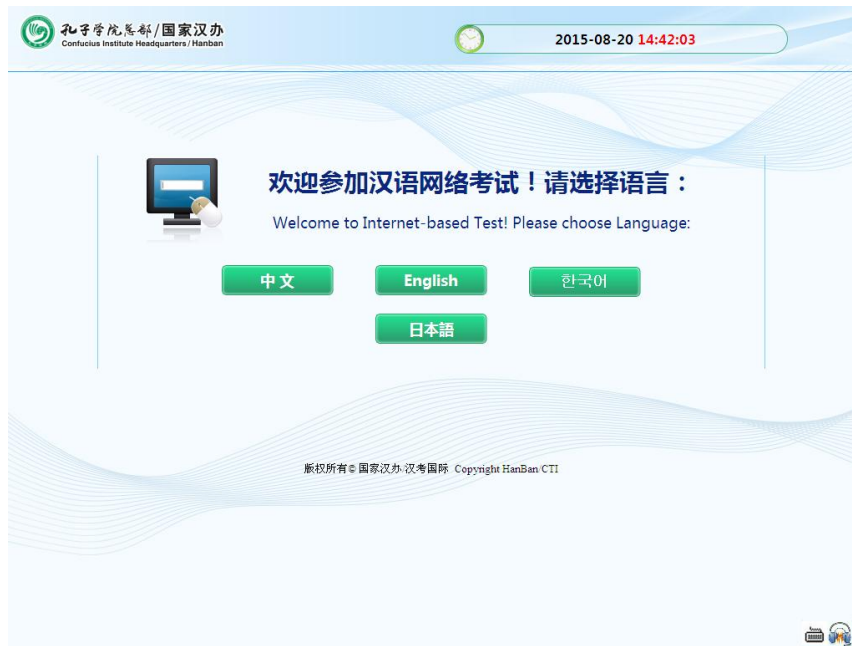 孔子学院总部/国家汉办
Confucius Institute Headquarters/Hanban
2015-08-20 14:42:03
欢迎参加汉语网络考试！请选择语言：
Welcome to Internet-based Test! Please choose Language:
中文 English 한국어
日本語
版权所有©国家汉办/汉考国际 Copyright HanBan/CTI